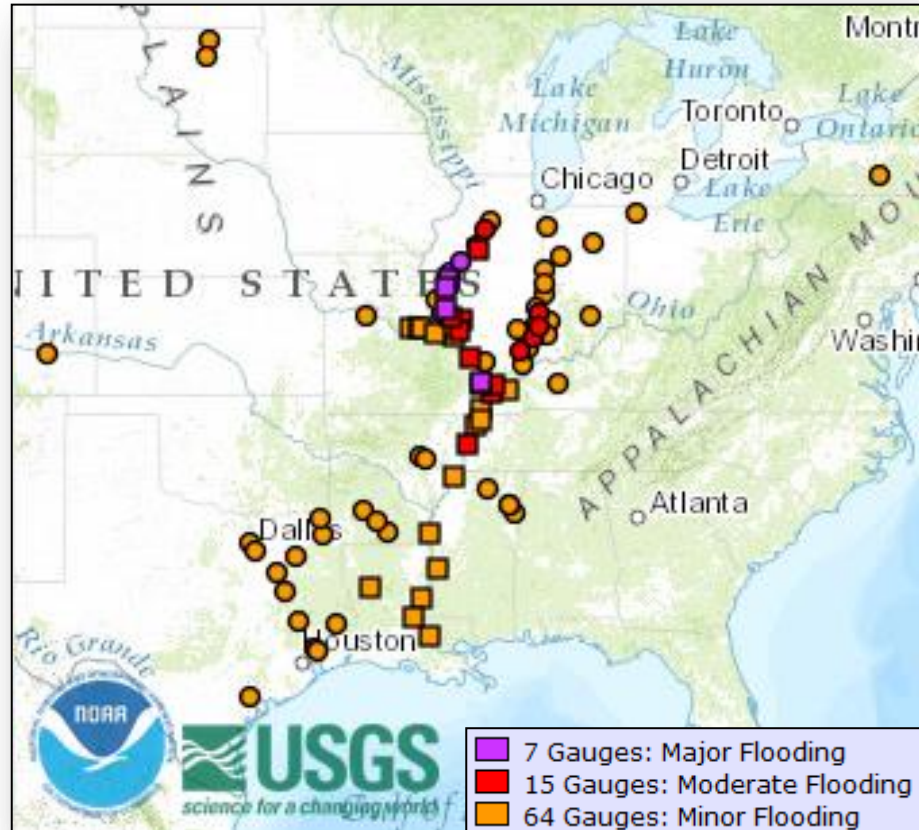 Montr
Lake
Huron
Lake
Michigan
Mississippi
Toronto
Lake
Ontario
Detroit
Chicago
Lake
Erie
PLAINS
UNITED STATES
Ohio
Arkansas
Washin
APPALACHIAN MOU
Atlanta
Dallas
Houston
Rio Grande
NOAA
USGS
science for a changing world
7 Gauges: Major Flooding
15 Gauges: Moderate Flooding
64 Gauges: Minor Flooding